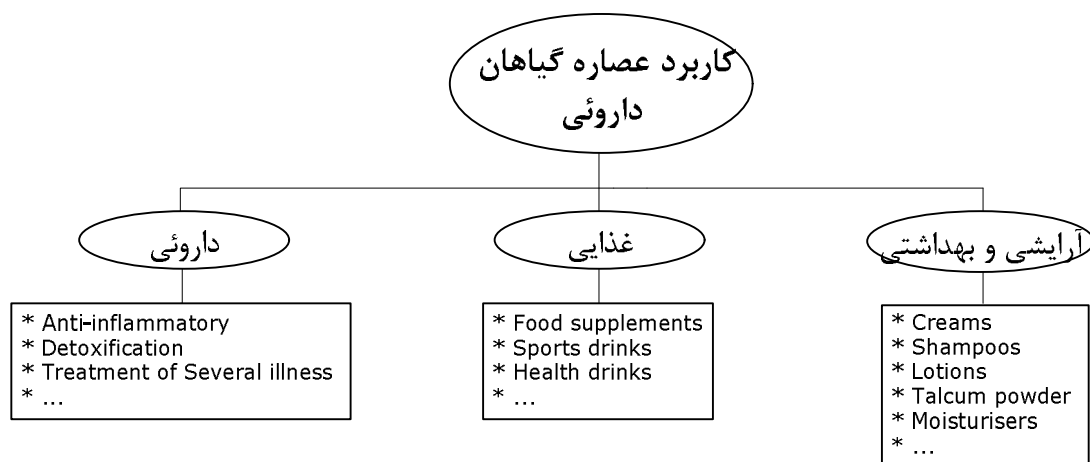 کاربرد عصاره گیاهان
داروئی
داروئی
غذایی
آرایشی و بهداشتی
* Anti-inflammatory
* Detoxification
* Treatment of Several illness
* ...
* Food supplements
* Sports drinks
* Health drinks
* ...
* Creams
* Shampoos
* Lotions
* Talcum powder
* Moisturisers
* ...